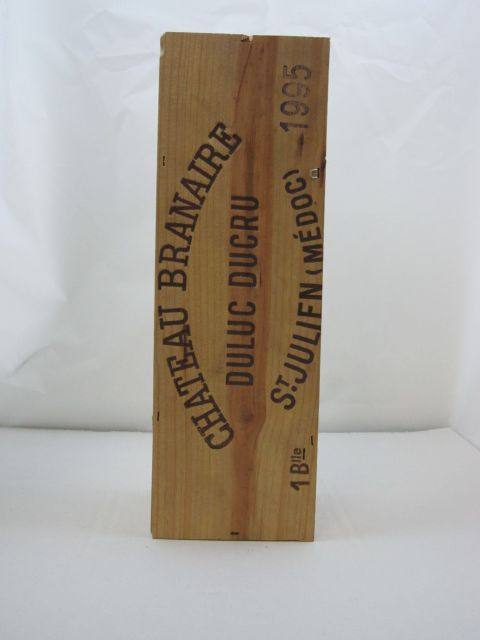 CHATEAU BRANAIRE
DULUC DUCRU
ST. JULIEN (MÉDOC)
1 Blle
1995